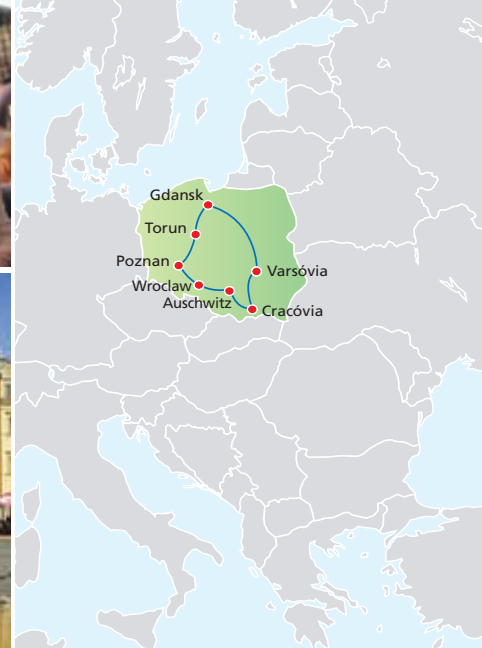 Gdansk
Torun
Poznan
Varsóvia
Wroclaw
Auschwitz
Cracóvia